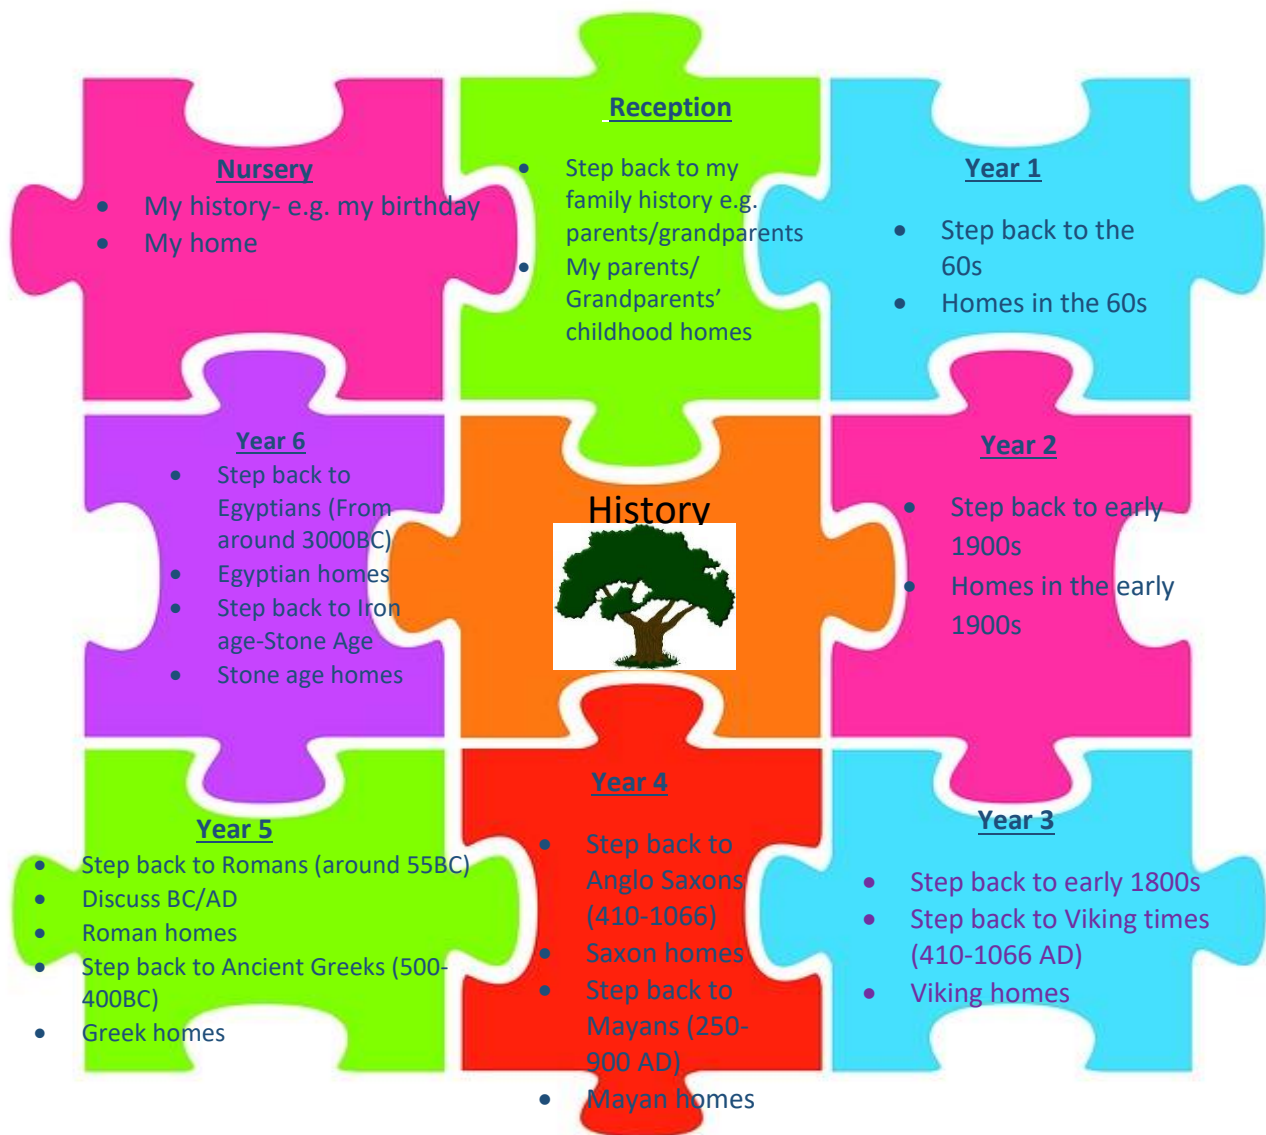 Nursery
• My history- e.g. my birthday
• My home
Reception
• Step back to my
family history e.g.
parents/grandparents
• My parents/
Grandparents’
childhood homes
Year 1
• Step back to the
60s
• Homes in the 60s
Year 6
• Step back to
Egyptians (From
around 3000BC)
• Egyptian homes
• Step back to Iron
age-Stone Age
• Stone age homes
History
Year 2
• Step back to early
1900s
• Homes in the early
1900s
Year 5
• Step back to Romans (around 55BC)
• Discuss BC/AD
• Roman homes
• Step back to Ancient Greeks (500-
400BC)
• Greek homes
Year 4
• Step back to
Anglo Saxons
(410-1066)
• Saxon homes
• Step back to
Mayans (250-
900 AD)
• Mayan homes
Year 3
• Step back to early 1800s
• Step back to Viking times
(410-1066 AD)
• Viking homes